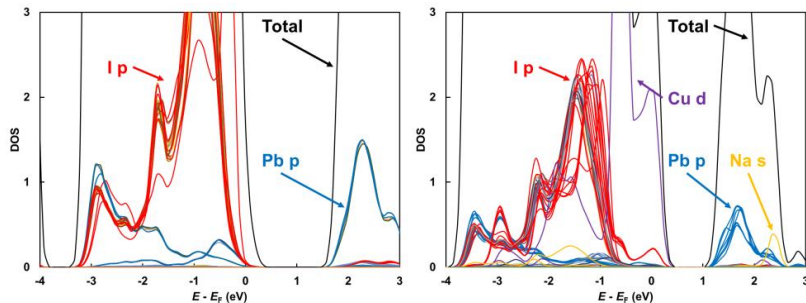 3
2
1
0
DOS
Total
I p
Pb p
-4 -3 -2 -1 0 1 2 3
E - EF (eV)
3
2
1
0
DOS
Total
I p
Cu d
Pb p
Na s
-4 -3 -2 -1 0 1 2 3
E - EF (eV)